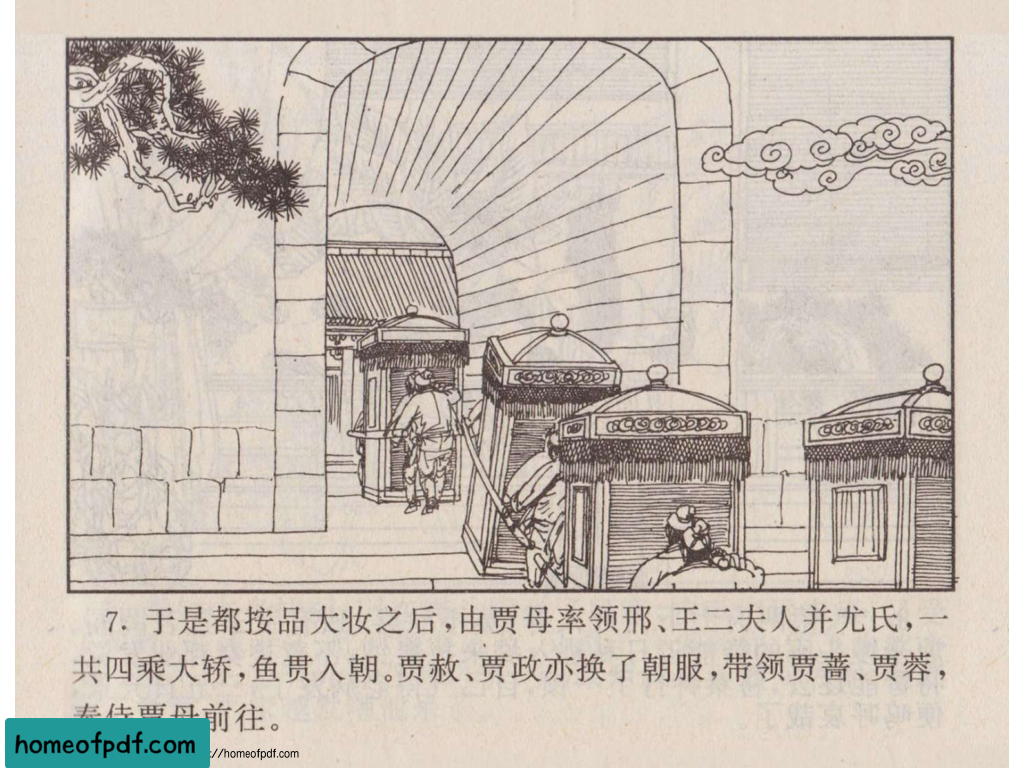 7. 于是都按品大妆之后，由贾母率领邢、王二夫人并尤氏，一
共四乘大轿，鱼贯入朝。贾赦、贾政亦换了朝服，带领贾蔷、贾蓉，
奉侍贾母前往。
homeofpdf.com
://homeofpdf.com